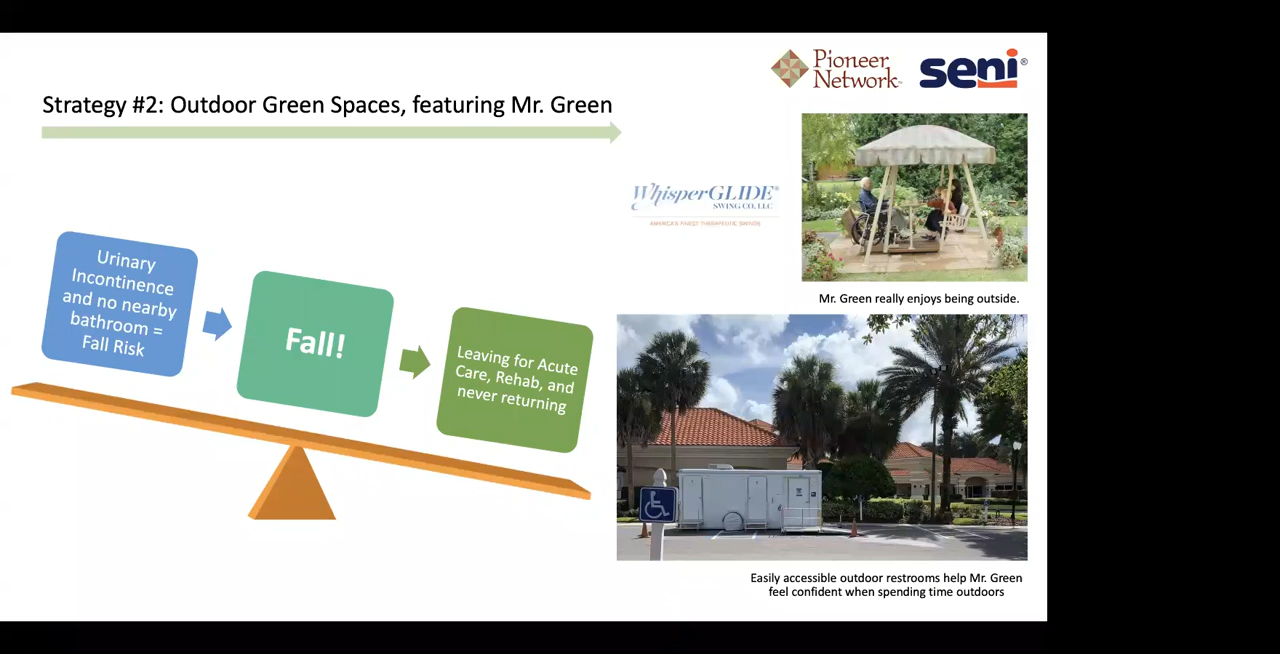 Pioneer
Network
seni®
Strategy #2: Outdoor Green Spaces, featuring Mr. Green
WhisperGLIDE®
SWING CO, LLC
AMERICA'S FINEST THERAPEUTIC SWINGS
Urinary
Incontinence
and no nearby
bathroom =
Fall Risk
Fall!
Leaving for Acute
Care, Rehab, and
never returning
Mr. Green really enjoys being outside.
Easily accessible outdoor restrooms help Mr. Green
feel confident when spending time outdoors